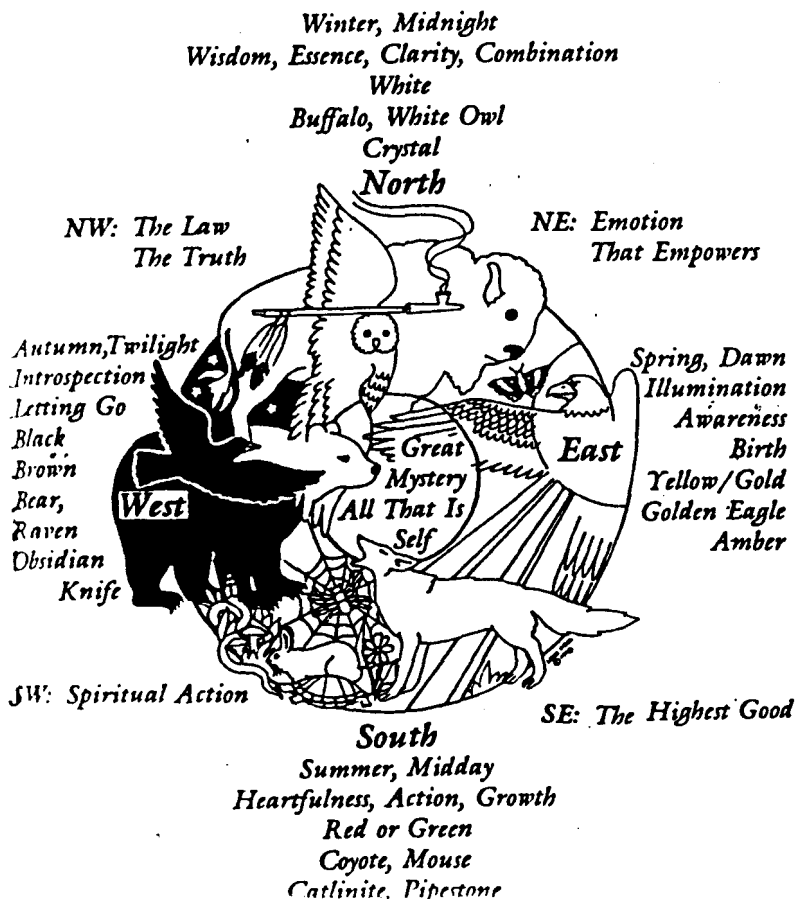 Winter, Midnight
Wisdom, Essence, Clarity, Combination
White
Buffalo, White Owl
Crystal
North
NW: The Law
The Truth
NE: Emotion
That Empowers
Autumn, Twilight
Introspection
Letting Go
Black
Brown
Bear,
Raven
Obsidian
Knife
West
Great
Mystery
All That Is
Self
East
Spring, Dawn
Illumination
Awareness
Birth
Yellow/Gold
Golden Eagle
Amber
SW: Spiritual Action
SE: The Highest Good
South
Summer, Midday
Heartfulness, Action, Growth
Red or Green
Coyote, Mouse
Catlinite, Pipestone